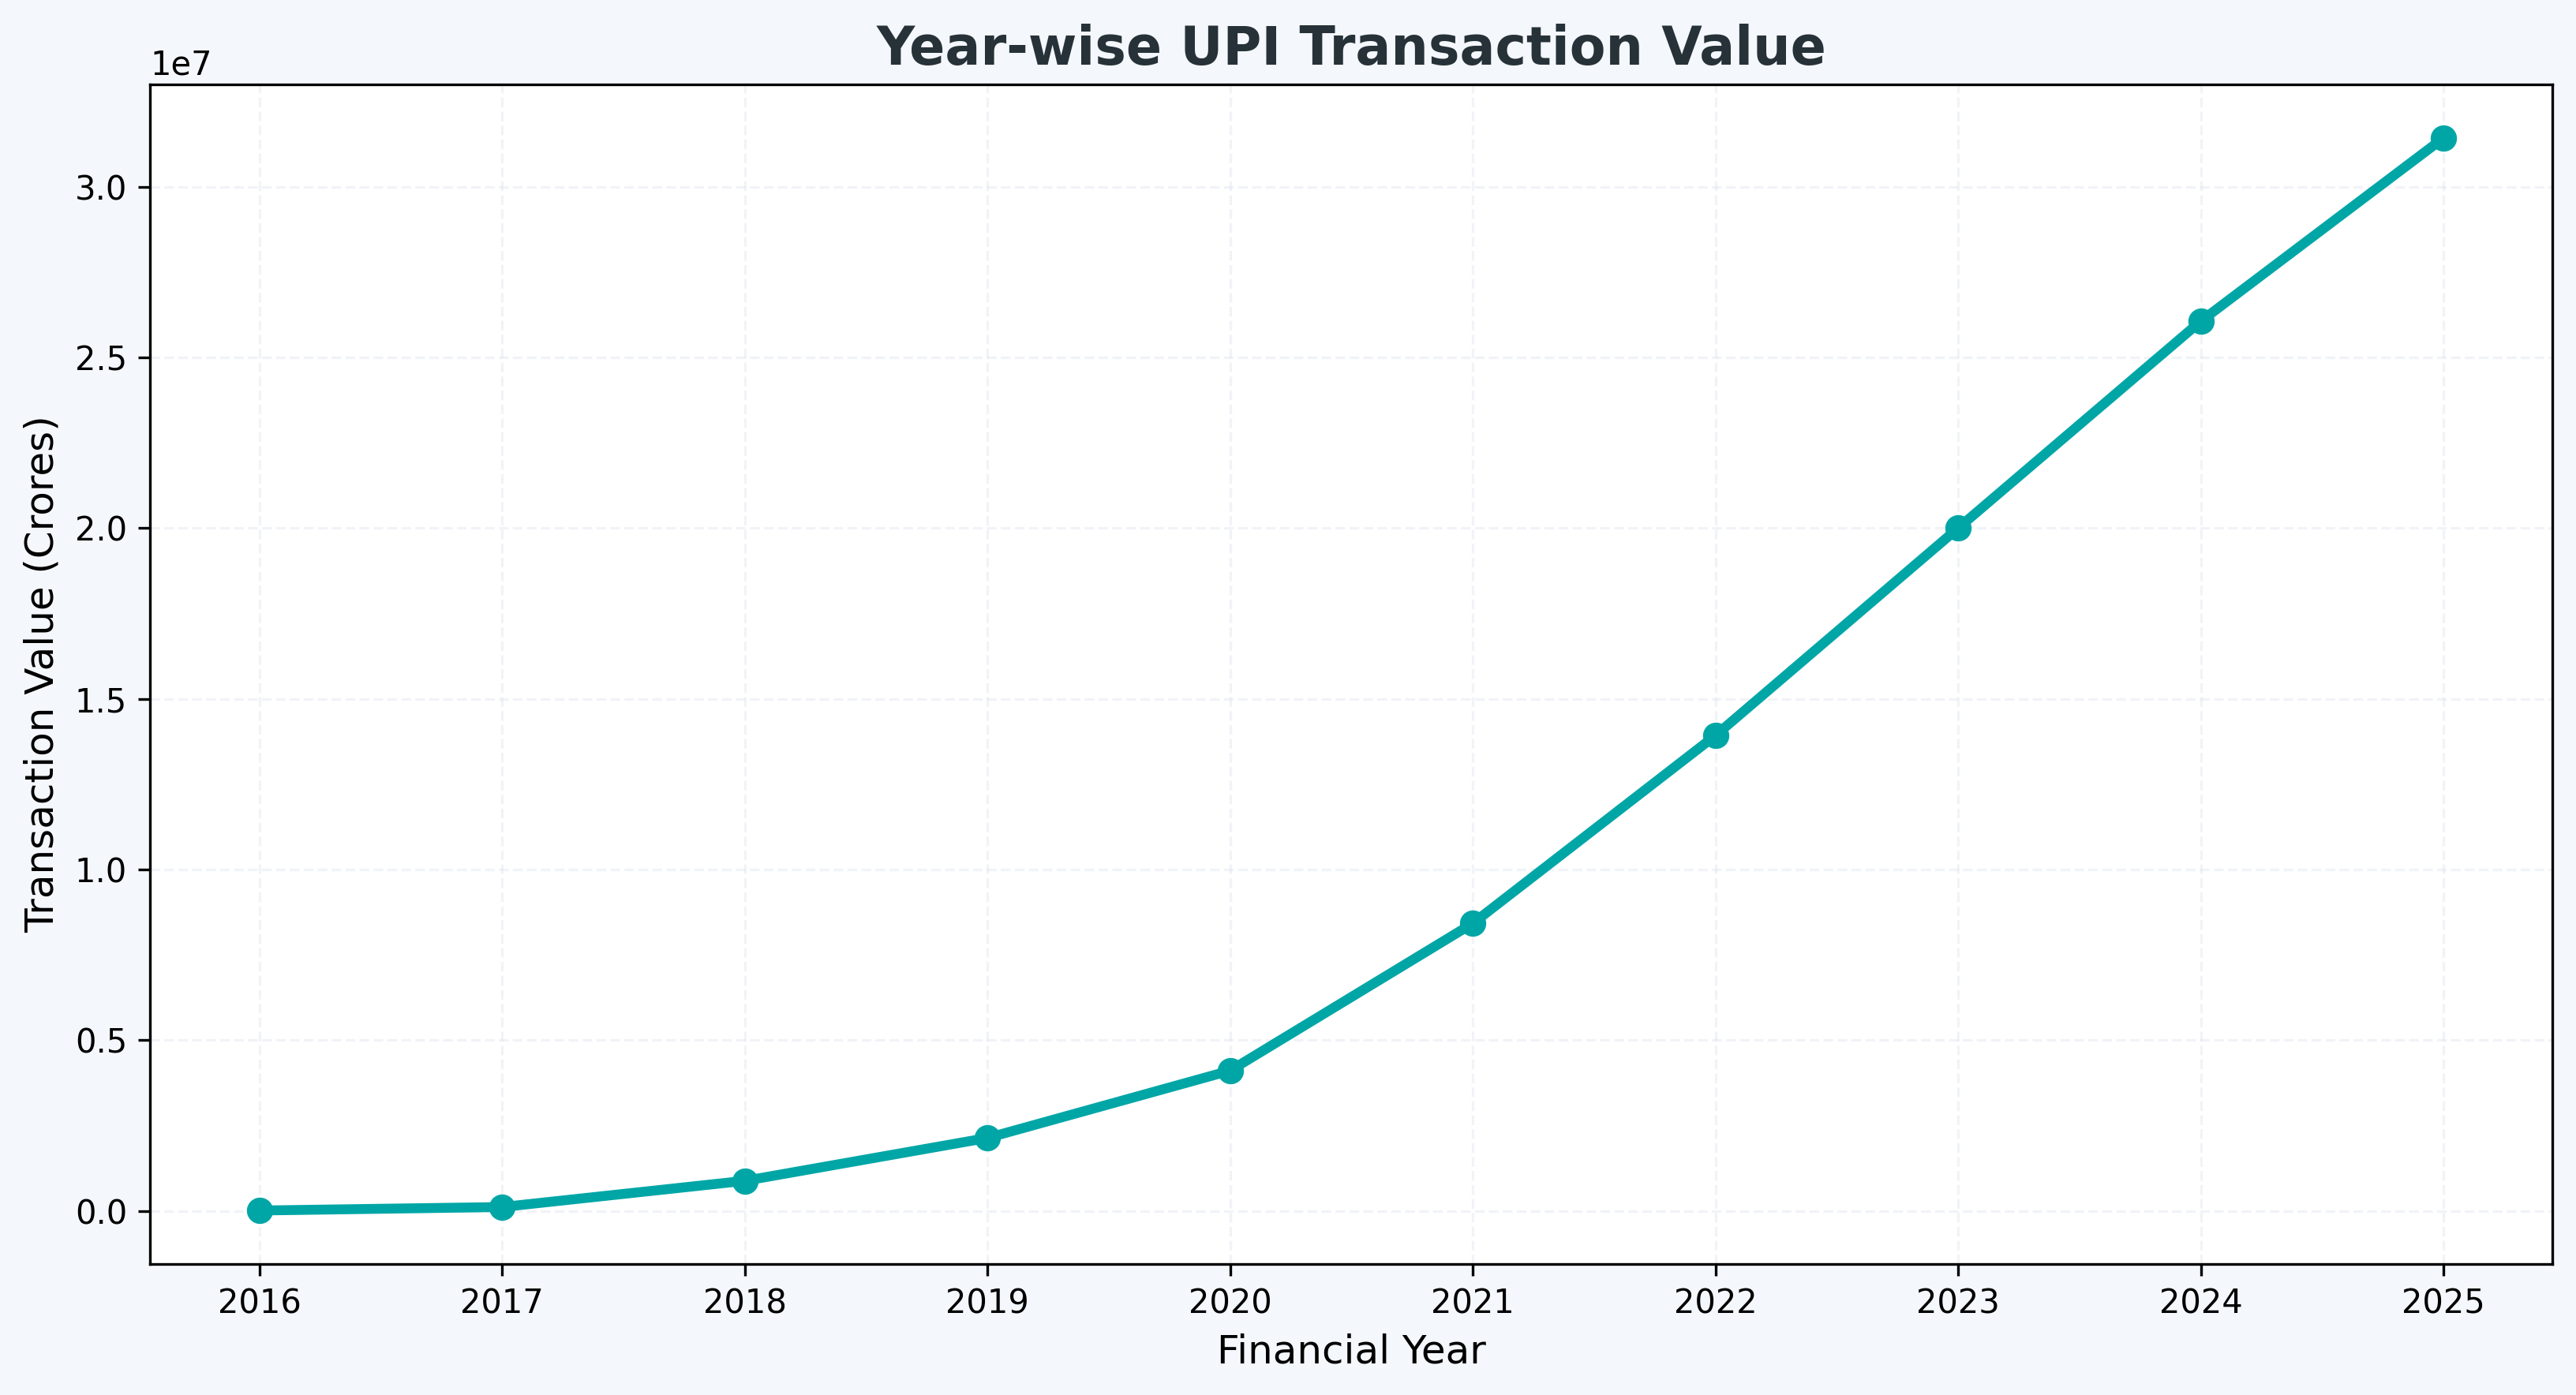 Year-wise UPI Transaction Value
1e7
3.0
2.5
2.0
1.5
1.0
0.5
0.0
Transaction Value (Crores)
2016 2017 2018 2019 2020 2021 2022 2023 2024 2025
Financial Year